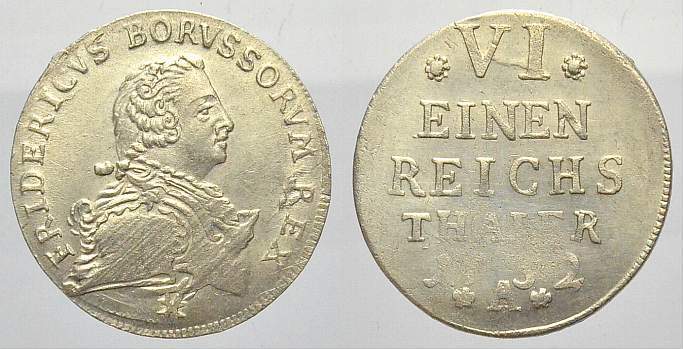 FRIDERICVS BORVSSORVM REX
VI
EINEN
REICHS
THALER
A